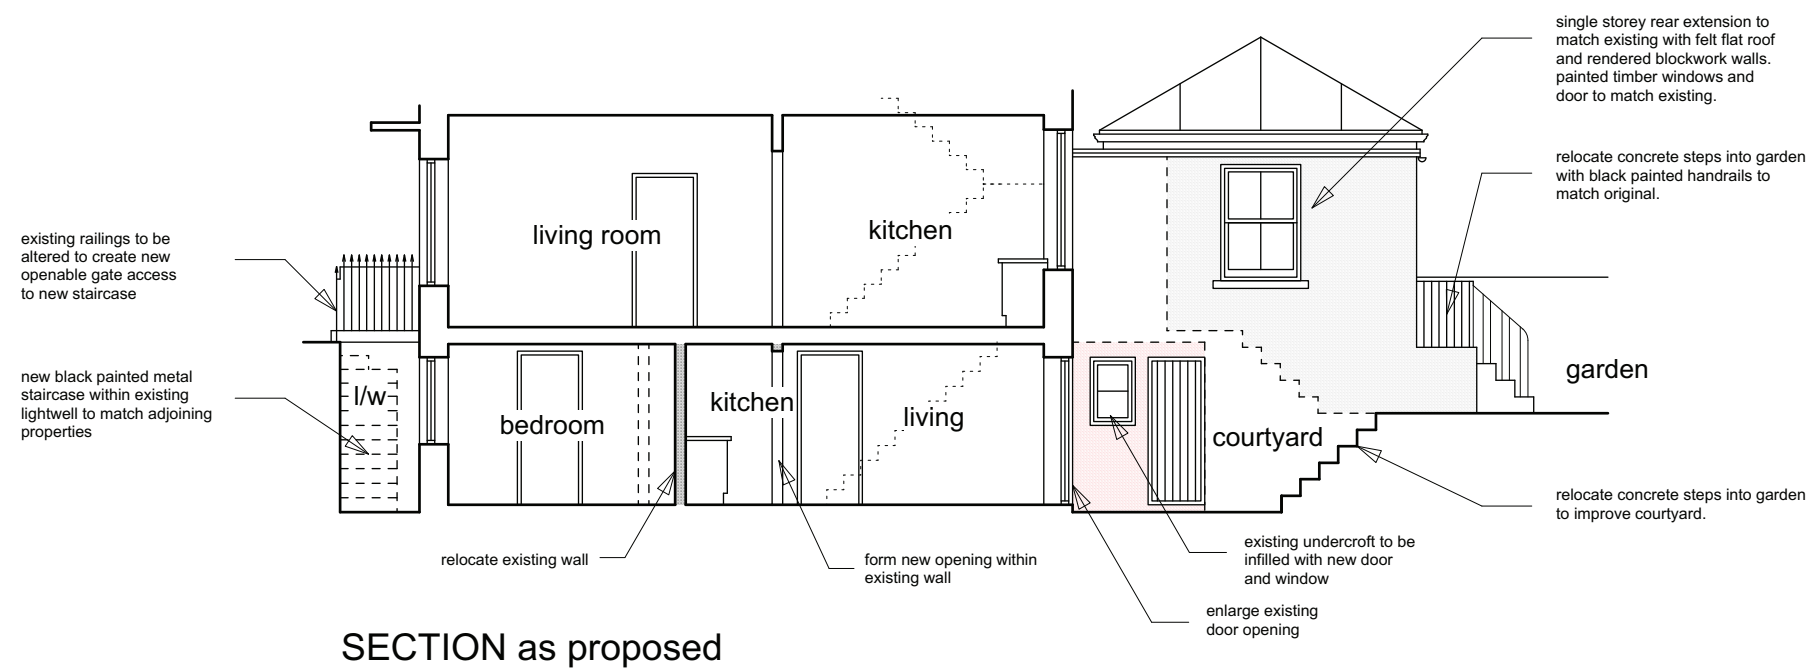 single storey rear extension to
match existing with felt flat roof
and rendered blockwork walls.
painted timber windows and
door to match existing.
relocate concrete steps into garden
with black painted handrails to
match original.
existing railings to be
altered to create new
openable gate access
to new staircase
living room
kitchen
new black painted metal
staircase within existing
lightwell to match adjoining
properties
l/w
bedroom
kitchen
living
courtyard
garden
relocate concrete steps into garden
to improve courtyard.
relocate existing wall
form new opening within
existing wall
existing undercroft to be
infilled with new door
and window
enlarge existing
door opening
SECTION as proposed